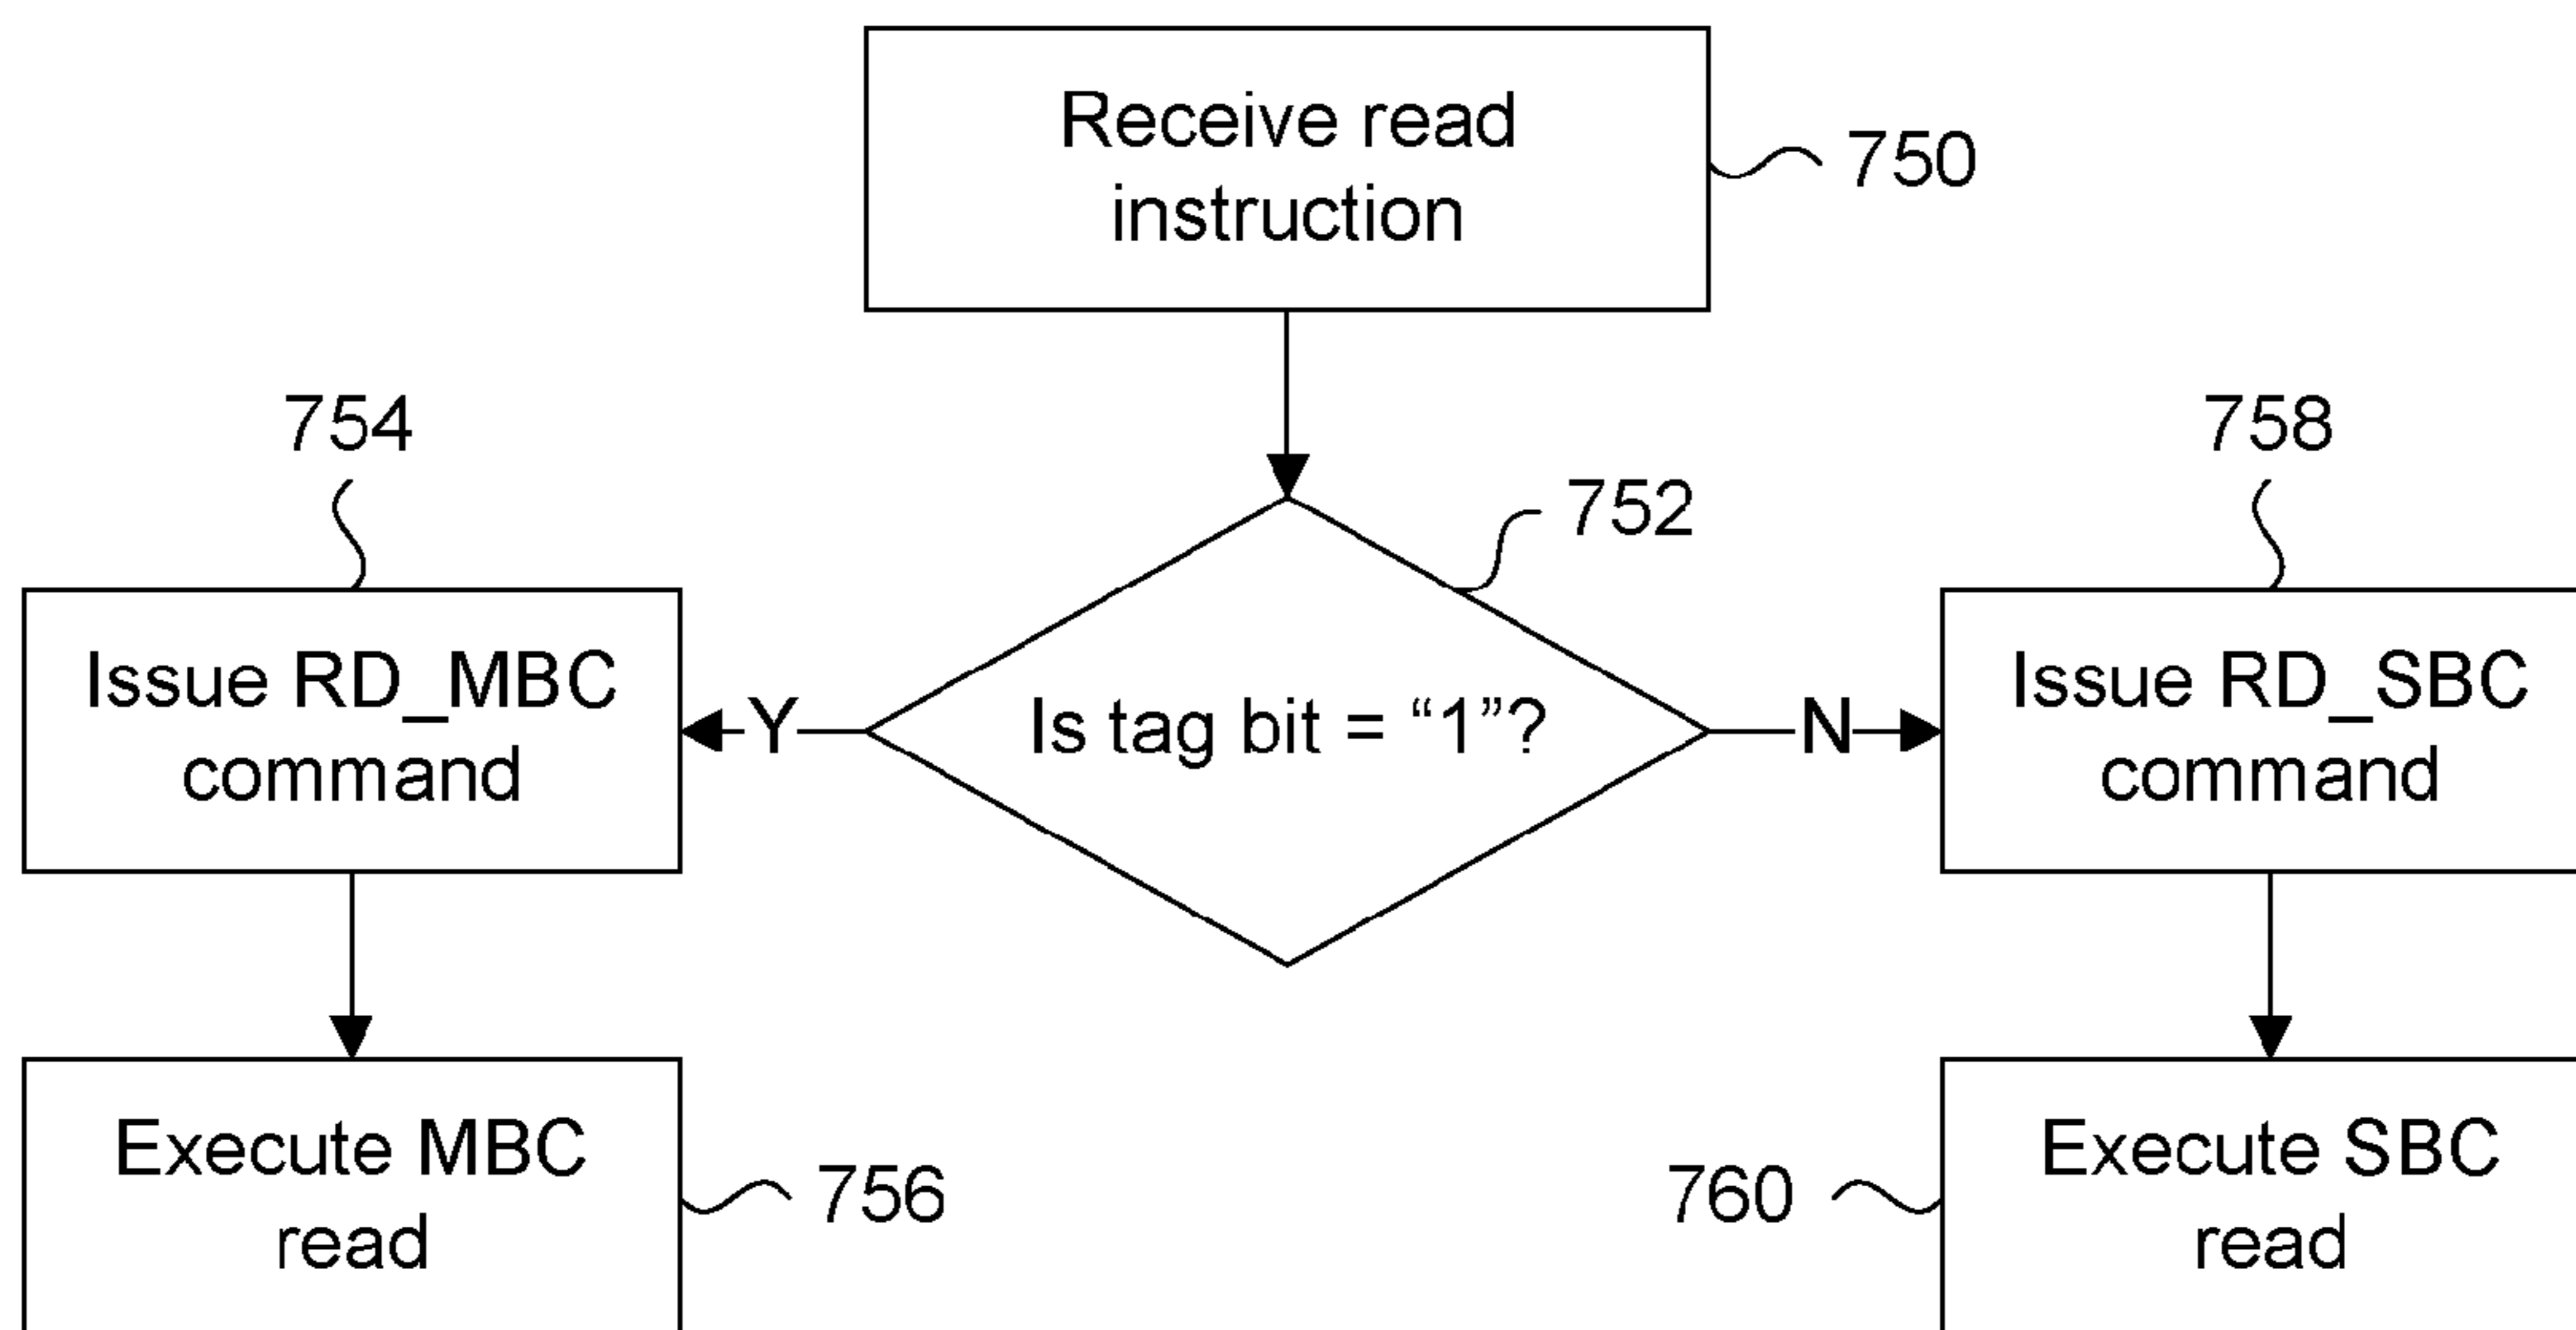 Receive read
instruction
750
754
758
752
Issue RD_MBC
command
Y
Is tag bit = “1”?
N
Issue RD_SBC
command
Execute MBC
read
756
760
Execute SBC
read